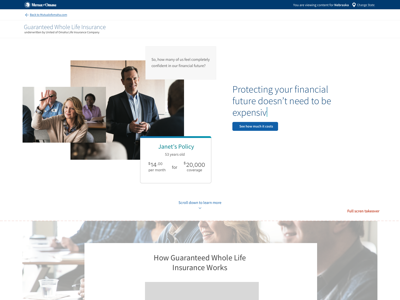 Mutual of Omaha
You are viewing content for Nebraska
Change State
Back to MutualofOmaha.com
Guaranteed Whole Life Insurance
underwritten by United of Omaha Life Insurance Company
So, how many of us feel completely
confident in our financial future?
Protecting your financial
future doesn't need to be
expensiv
See how much it costs
Janet's Policy
53 years old
$14.00 for $20,000
per month coverage
Scroll down to learn more
Full screen takeover
How Guaranteed Whole Life
Insurance Works